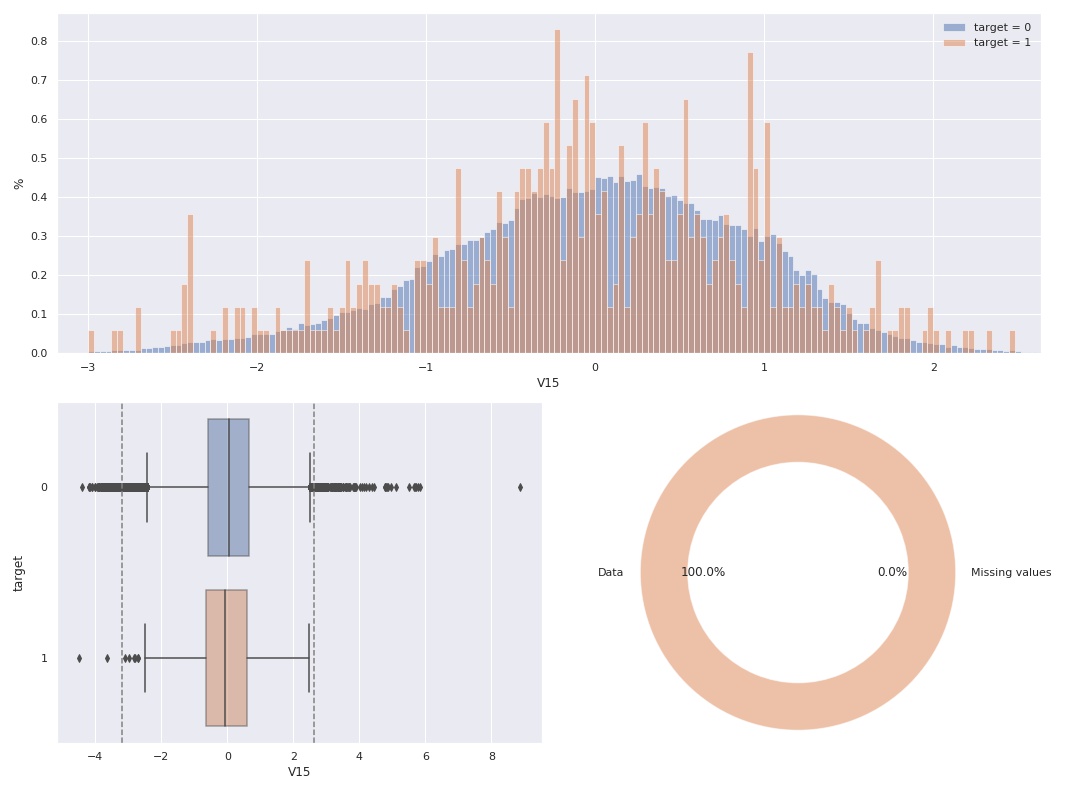 target = 0
target = 1
0.8
0.7
0.6
0.5
0.4
0.3
0.2
0.1
0.0
%
−3 −2 −1 0 1 2
V15
0
1
target
−4 −2 0 2 4 6 8
V15
Data 100.0% 0.0% Missing values